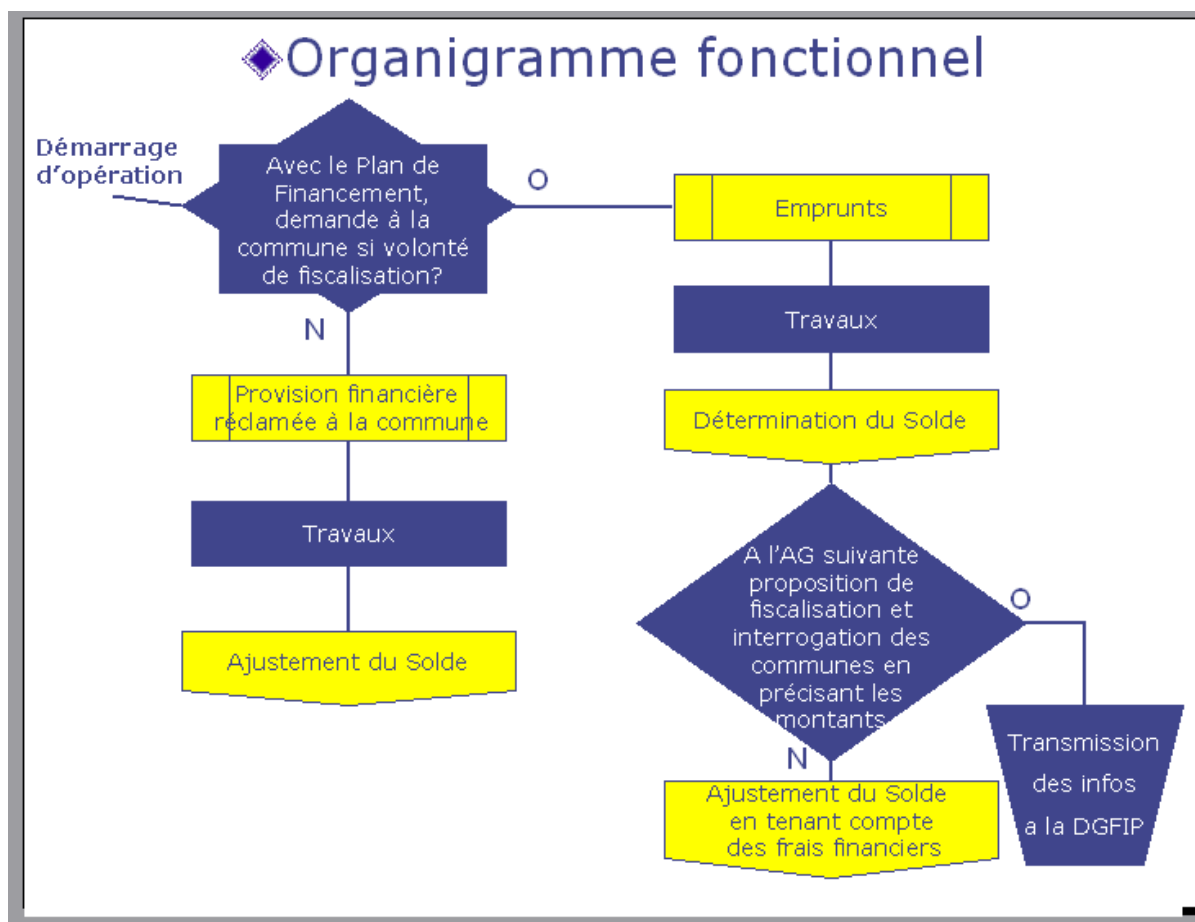 Organigramme fonctionnel
Démarrage
d'opération
Avec le Plan de
Financement,
demande à la
commune si volonté
de fiscalisation?
O
N
Provision financière
réclamée à la commune
Travaux
Ajustement du Solde
Emprunts
Travaux
Détermination du Solde
A l'AG suivante
proposition de
fiscalisation et
interrogation des
communes en
précisant les
montants
O
N
Transmission
des infos
a la DGFIP
Ajustement du Solde
en tenant compte
des frais financiers